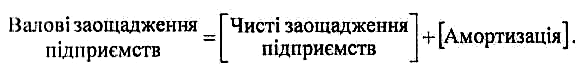 Валові заощадження підприємств = [Чисті заощадження підприємств] + [Амортизація].